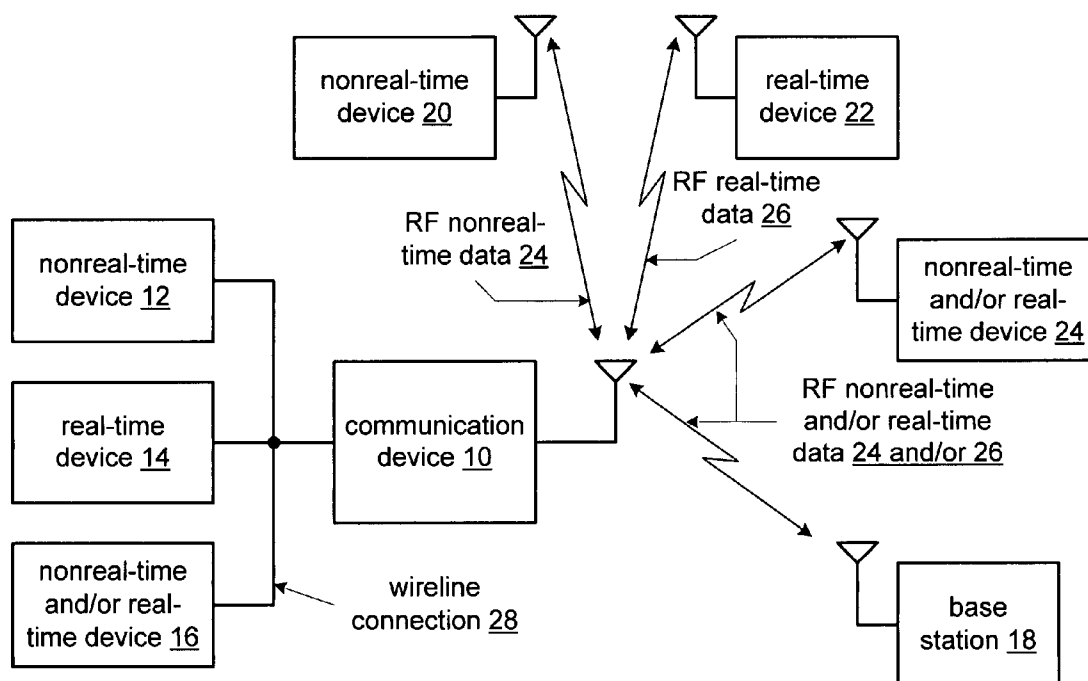 nonreal-time
device 20
real-time
device 22
RF real-time
data 26
RF nonreal-
time data 24
nonreal-time
device 12
nonreal-time
and/or real-
time device 24
real-time
device 14
communication
device 10
RF nonreal-time
and/or real-time
data 24 and/or 26
nonreal-time
and/or real-
time device 16
wireline
connection 28
base
station 18